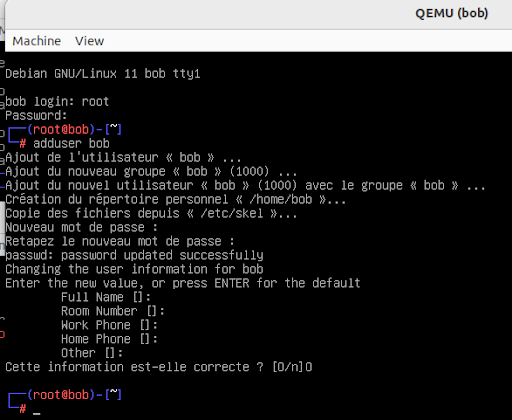 QEMU (bob)
Machine View
Debian GNU/Linux 11 bob tty1
bob login: root
Password:
┌──(root@bob)-[~]
└─# adduser bob
Ajout de l'utilisateur « bob » ...
Ajout du nouveau groupe « bob » (1000) ...
Ajout du nouvel utilisateur « bob » (1000) avec le groupe « bob » ...
Création du répertoire personnel « /home/bob »...
Copie des fichiers depuis « /etc/skel »...
Nouveau mot de passe :
Retapez le nouveau mot de passe :
passwd: password updated successfully
Changing the user information for bob
Enter the new value, or press ENTER for the default
Full Name []:
Room Number []:
Work Phone []:
Home Phone []:
Other []:
Cette information est-elle correcte ? [O/n]O
┌──(root@bob)-[~]
└─# _